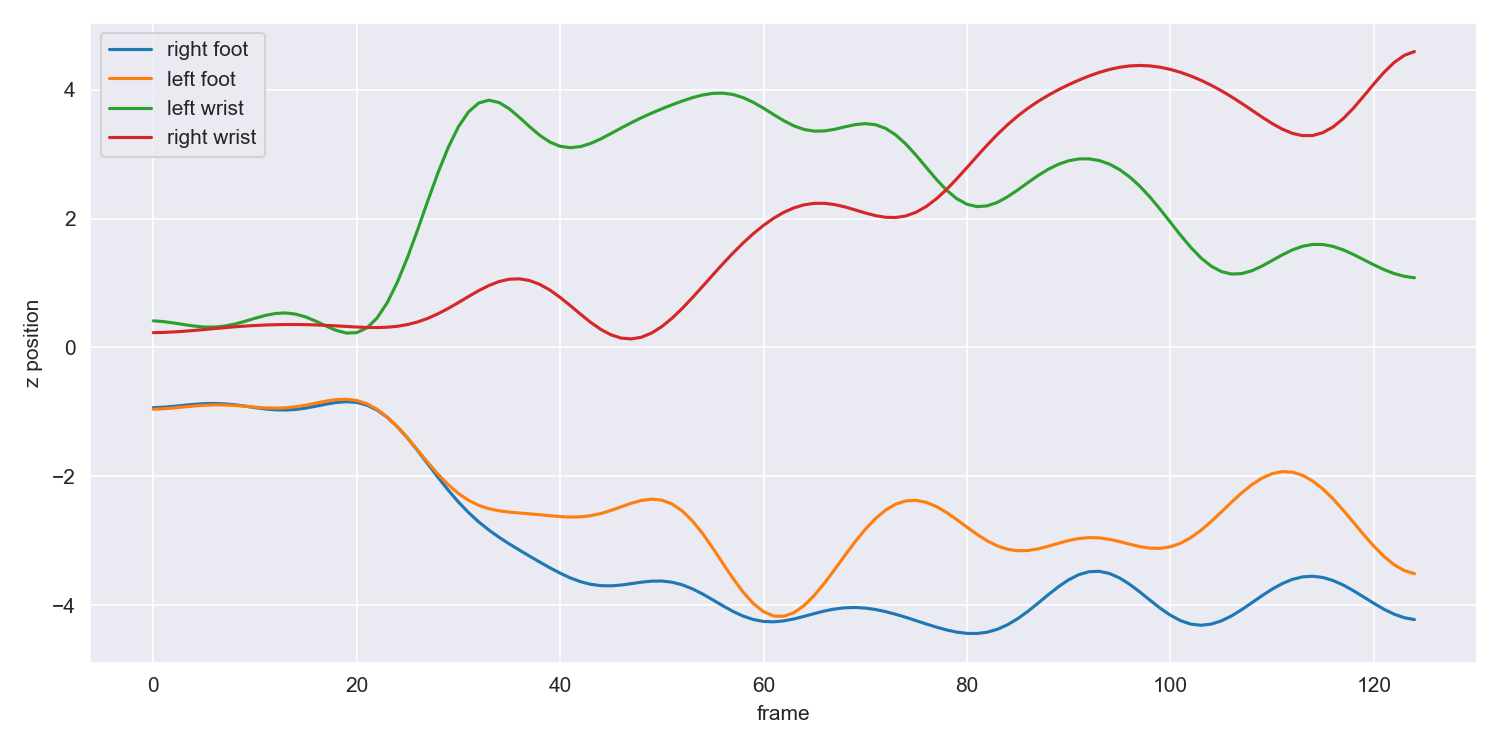 right foot
left foot
left wrist
right wrist
4
2
0
−2
−4
z position
0 20 40 60 80 100 120
frame